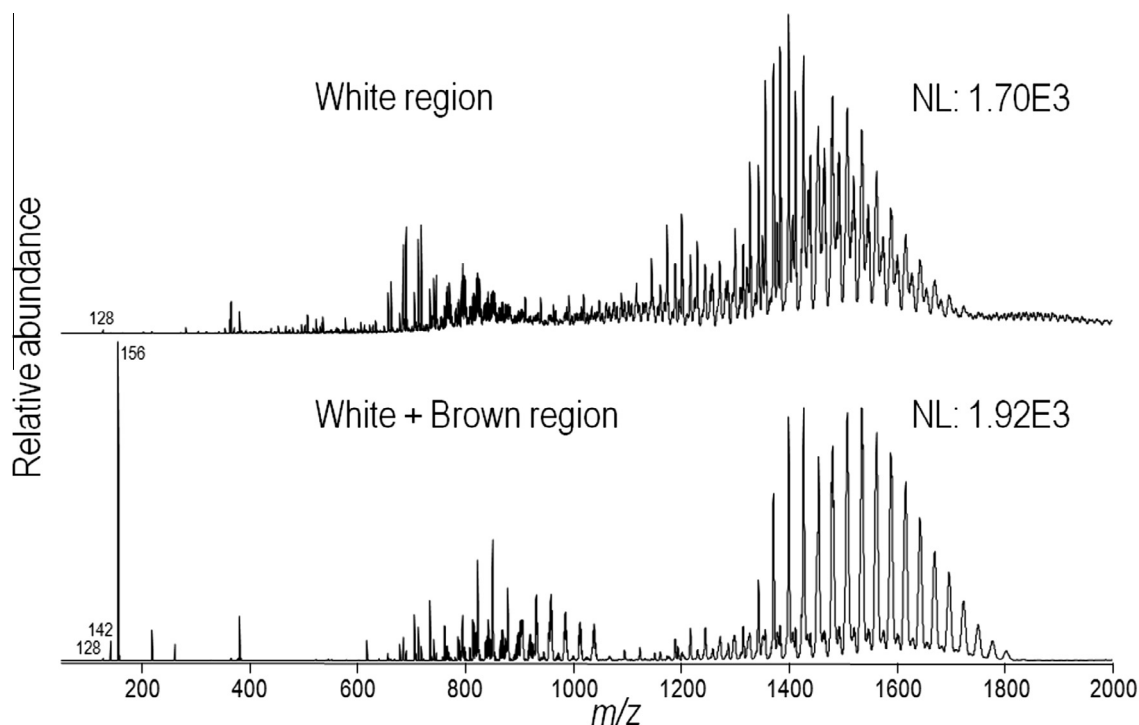 White region
NL: 1.70E3
128
Relative abundance
156
White + Brown region
NL: 1.92E3
142
128
200 400 600 800 1000 1200 1400 1600 1800 2000
m/z